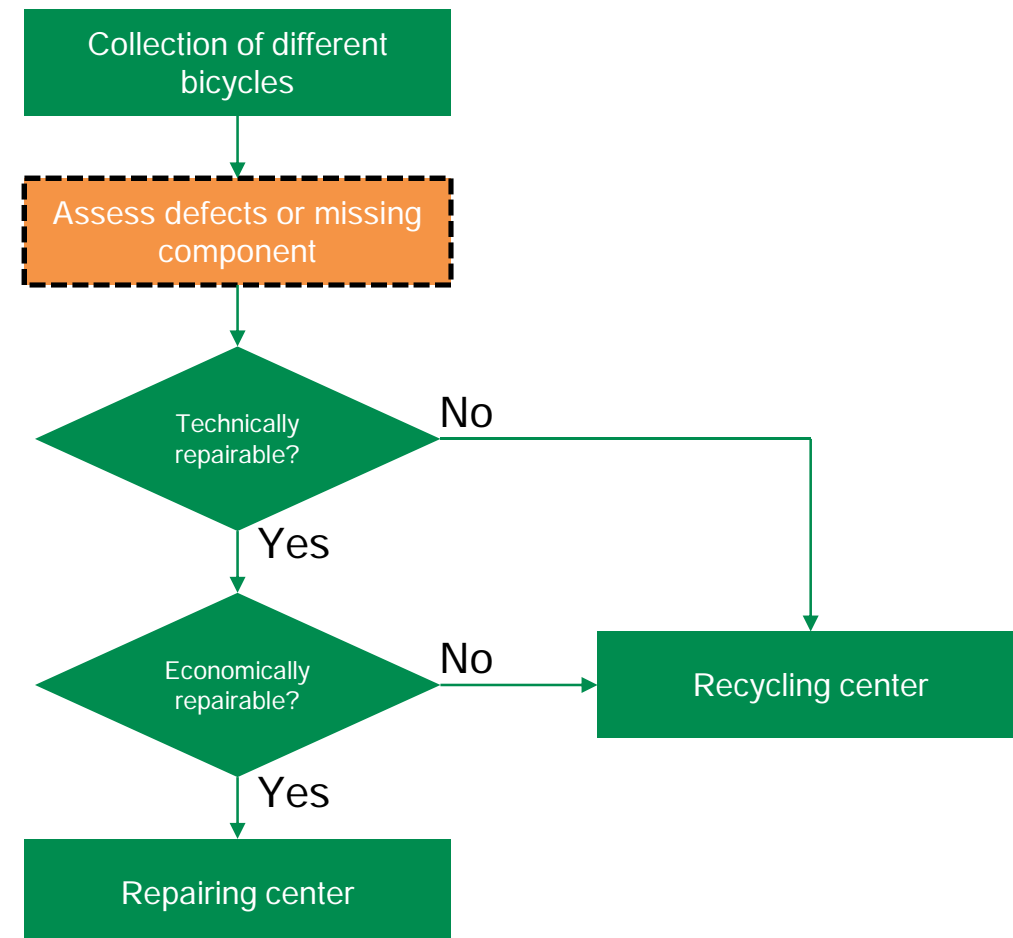 Collection of different
bicycles
Assess defects or missing
component
Technically
repairable?
No
Yes
Economically
repairable?
No
Recycling center
Yes
Repairing center